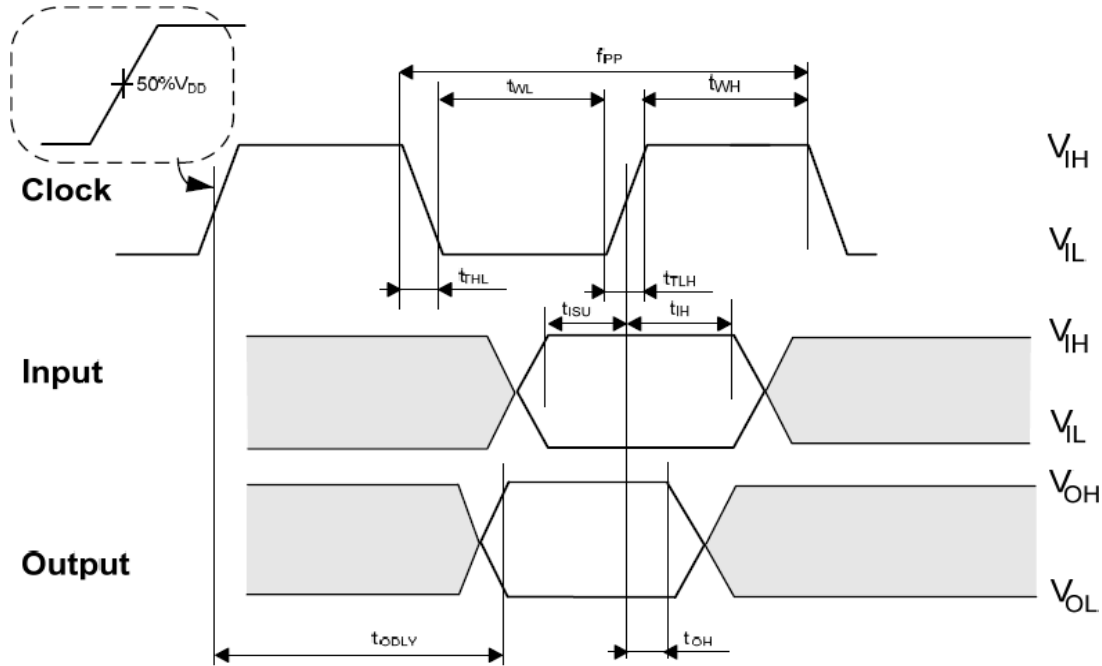 50%VDD
fPP
tWL
tWH
Clock
VIH
VIL
tTHL
tTLH
tISU
tIH
Input
VIH
VIL
Output
VOH
VOL
tODLY
tOH